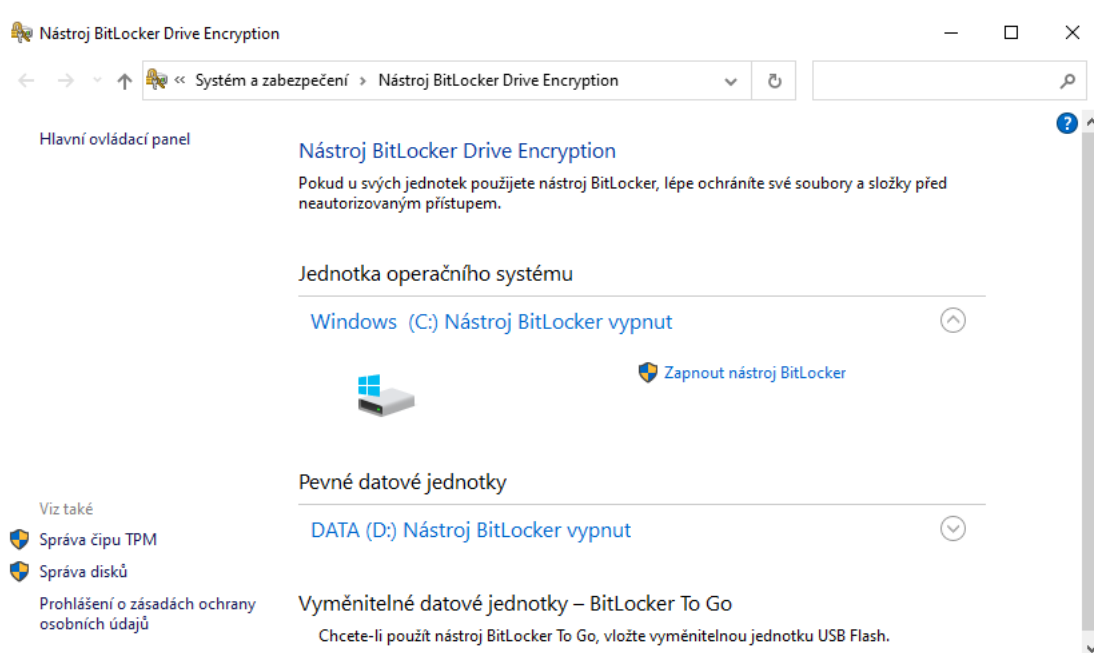 Nástroj BitLocker Drive Encryption
« Systém a zabezpečení › Nástroj BitLocker Drive Encryption
Hlavní ovládací panel
Nástroj BitLocker Drive Encryption
Pokud u svých jednotek použijete nástroj BitLocker, lépe ochráníte své soubory a složky před
neautorizovaným přístupem.
Jednotka operačního systému
Windows (C:) Nástroj BitLocker vypnut
Zapnout nástroj BitLocker
Pevné datové jednotky
DATA (D:) Nástroj BitLocker vypnut
Viz také
Správa čipu TPM
Správa disků
Prohlášení o zásadách ochrany
osobních údajů
Vyměnitelné datové jednotky – BitLocker To Go
Chcete-li použít nástroj BitLocker To Go, vložte vyměnitelnou jednotku USB Flash.